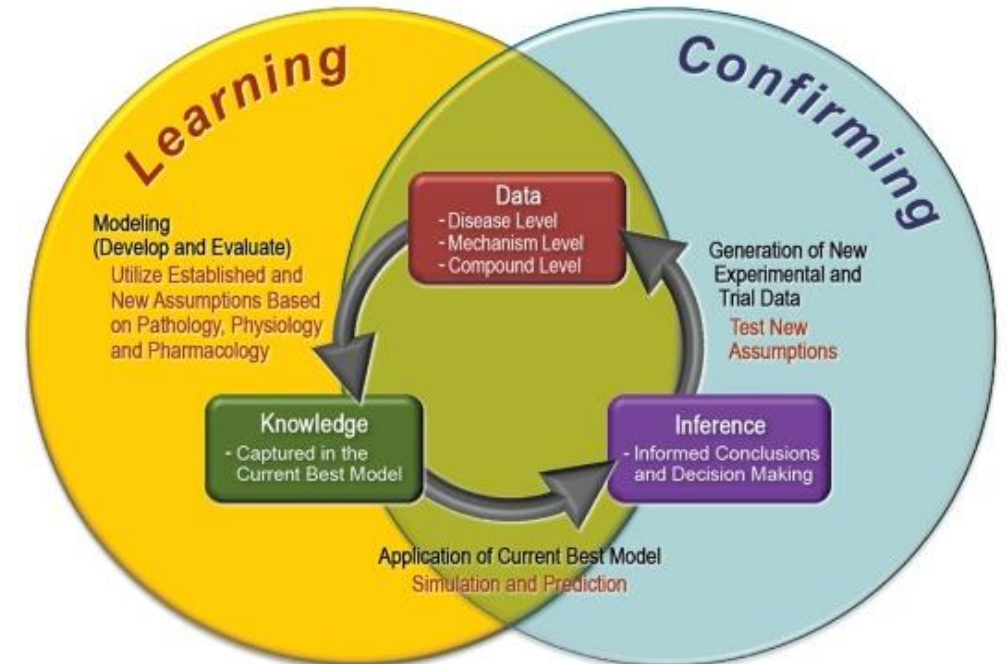 Learning
Confirming
Data
- Disease Level
- Mechanism Level
- Compound Level
Modeling
(Develop and Evaluate)
Utilize Established and
New Assumptions Based
on Pathology, Physiology
and Pharmacology
Generation of New
Experimental and
Trial Data
Test New
Assumptions
Knowledge
- Captured in the
Current Best Model
Inference
- Informed Conclusions
and Decision Making
Application of Current Best Model
Simulation and Prediction